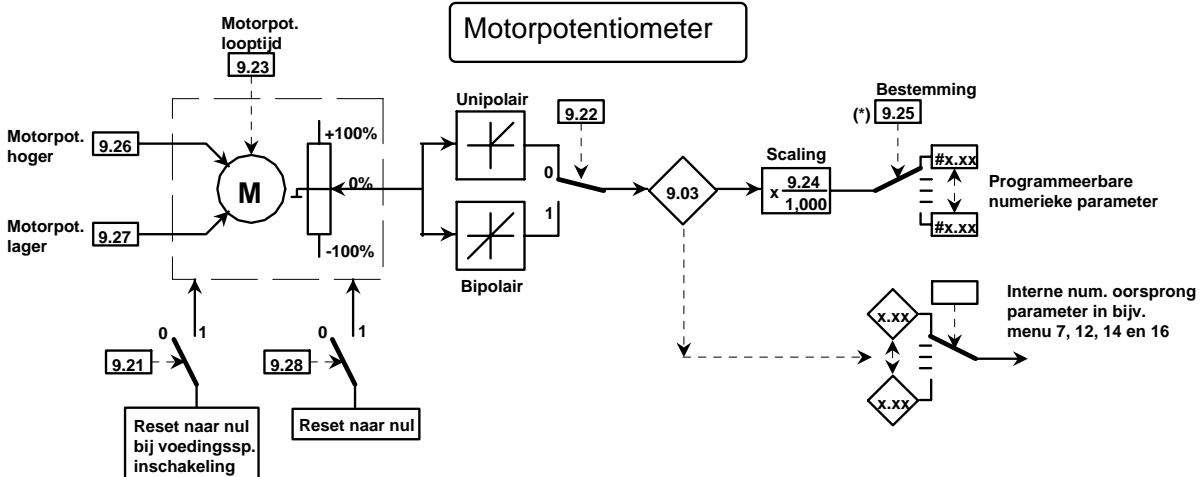 Motorpotentiometer
Motorpot.
looptijd
9.23
Motorpot.
hoger
9.26
Motorpot.
lager
9.27
M
+100%
0%
-100%
Unipolair
Bipolair
9.22
0
1
9.03
Scaling
x 9.24
1,000
Bestemming
(*) 9.25
#x.xx
#x.xx
Programmeerbare
numerieke parameter
x.xx
x.xx
Interne num. oorsprong
parameter in bijv.
menu 7, 12, 14 en 16
0 1
9.21
Reset naar nul
bij voedingssp.
inschakeling
0 1
9.28
Reset naar nul